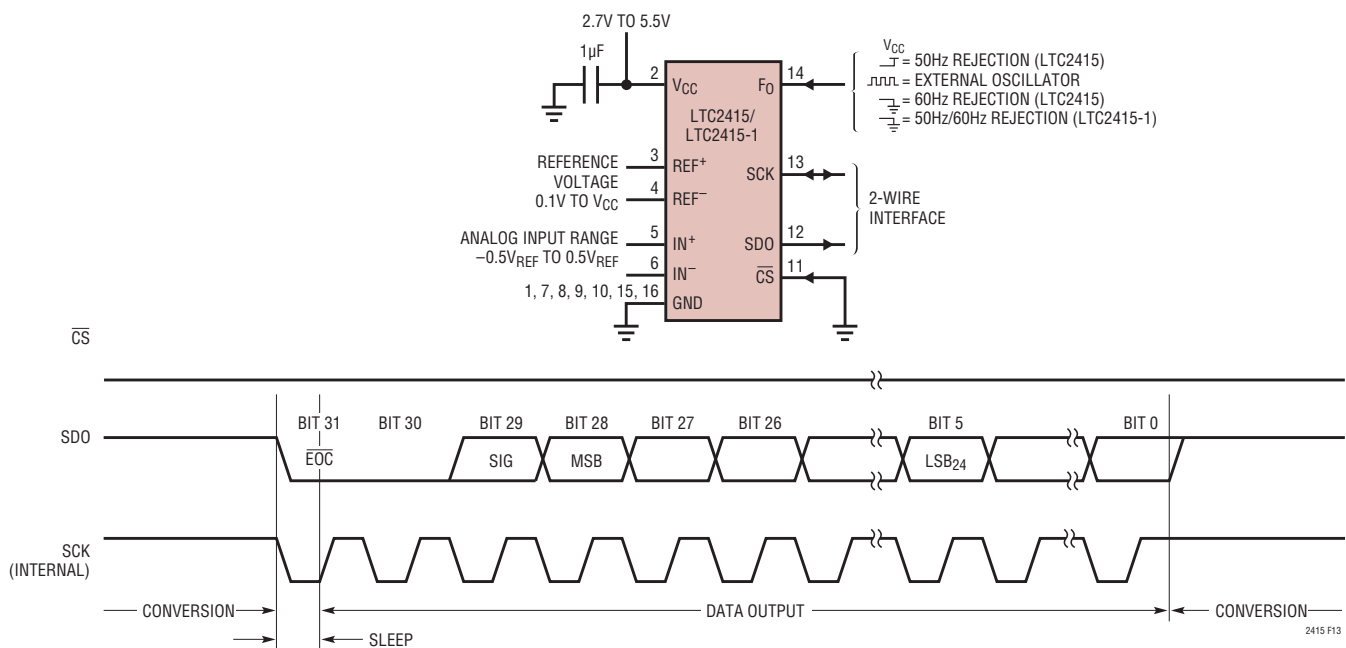 2.7V TO 5.5V
1µF
2
VCC
LTC2415/
LTC2415-1
14
FO
VCC
= 50Hz REJECTION (LTC2415)
= EXTERNAL OSCILLATOR
= 60Hz REJECTION (LTC2415)
= 50Hz/60Hz REJECTION (LTC2415-1)
REFERENCE
VOLTAGE
0.1V TO VCC
3
REF+
4
REF−
SCK
13
2-WIRE
INTERFACE
ANALOG INPUT RANGE
−0.5VREF TO 0.5VREF
5
IN+
6
IN−
SDO
12
CS
11
1, 7, 8, 9, 10, 15, 16
GND
CS
SDO
BIT 31
BIT 30
BIT 29
BIT 28
BIT 27
BIT 26
BIT 5
BIT 0
EOC
SIG
MSB
LSB24
SCK
(INTERNAL)
CONVERSION
DATA OUTPUT
CONVERSION
SLEEP
2415 F13